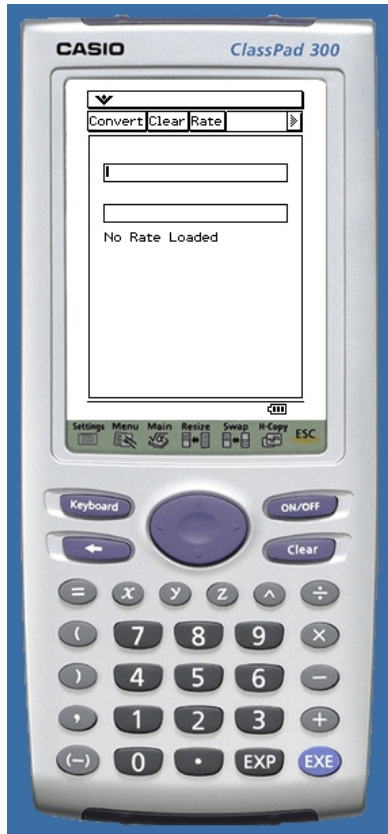 CASIO ClassPad 300
Convert Clear Rate
No Rate Loaded
Settings Menu Main Resize Swap H-Copy ESC
Keyboard ON/OFF
Clear
= x y z ^ ÷
( 7 8 9 ×
) 4 5 6 −
, 1 2 3 +
(−) 0 · EXP EXE